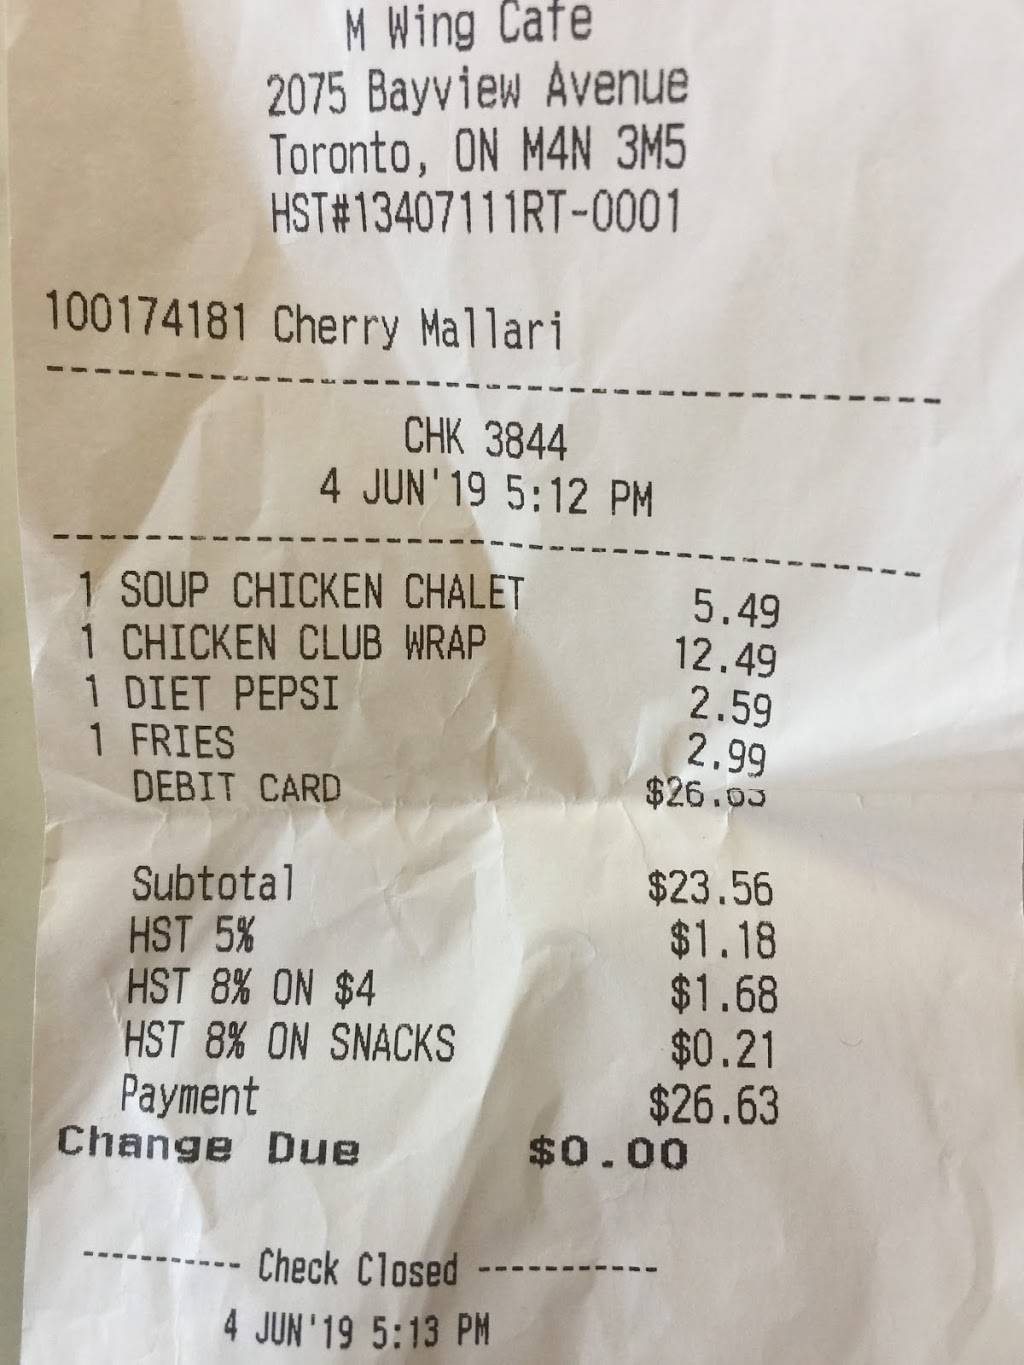 M Wing Cafe
2075 Bayview Avenue
Toronto, ON M4N 3M5
HST#13407111RT-0001
100174181 Cherry Mallari
----------------------------------------
CHK 3844
4 JUN'19 5:12 PM
----------------------------------------
1 SOUP CHICKEN CHALET 5.49
1 CHICKEN CLUB WRAP 12.49
1 DIET PEPSI 2.59
1 FRIES 2.99
DEBIT CARD $26.63
Subtotal $23.56
HST 5% $1.18
HST 8% ON $4 $1.68
HST 8% ON SNACKS $0.21
Payment $26.63
Change Due $0.00
----------- Check Closed -----------
4 JUN'19 5:13 PM